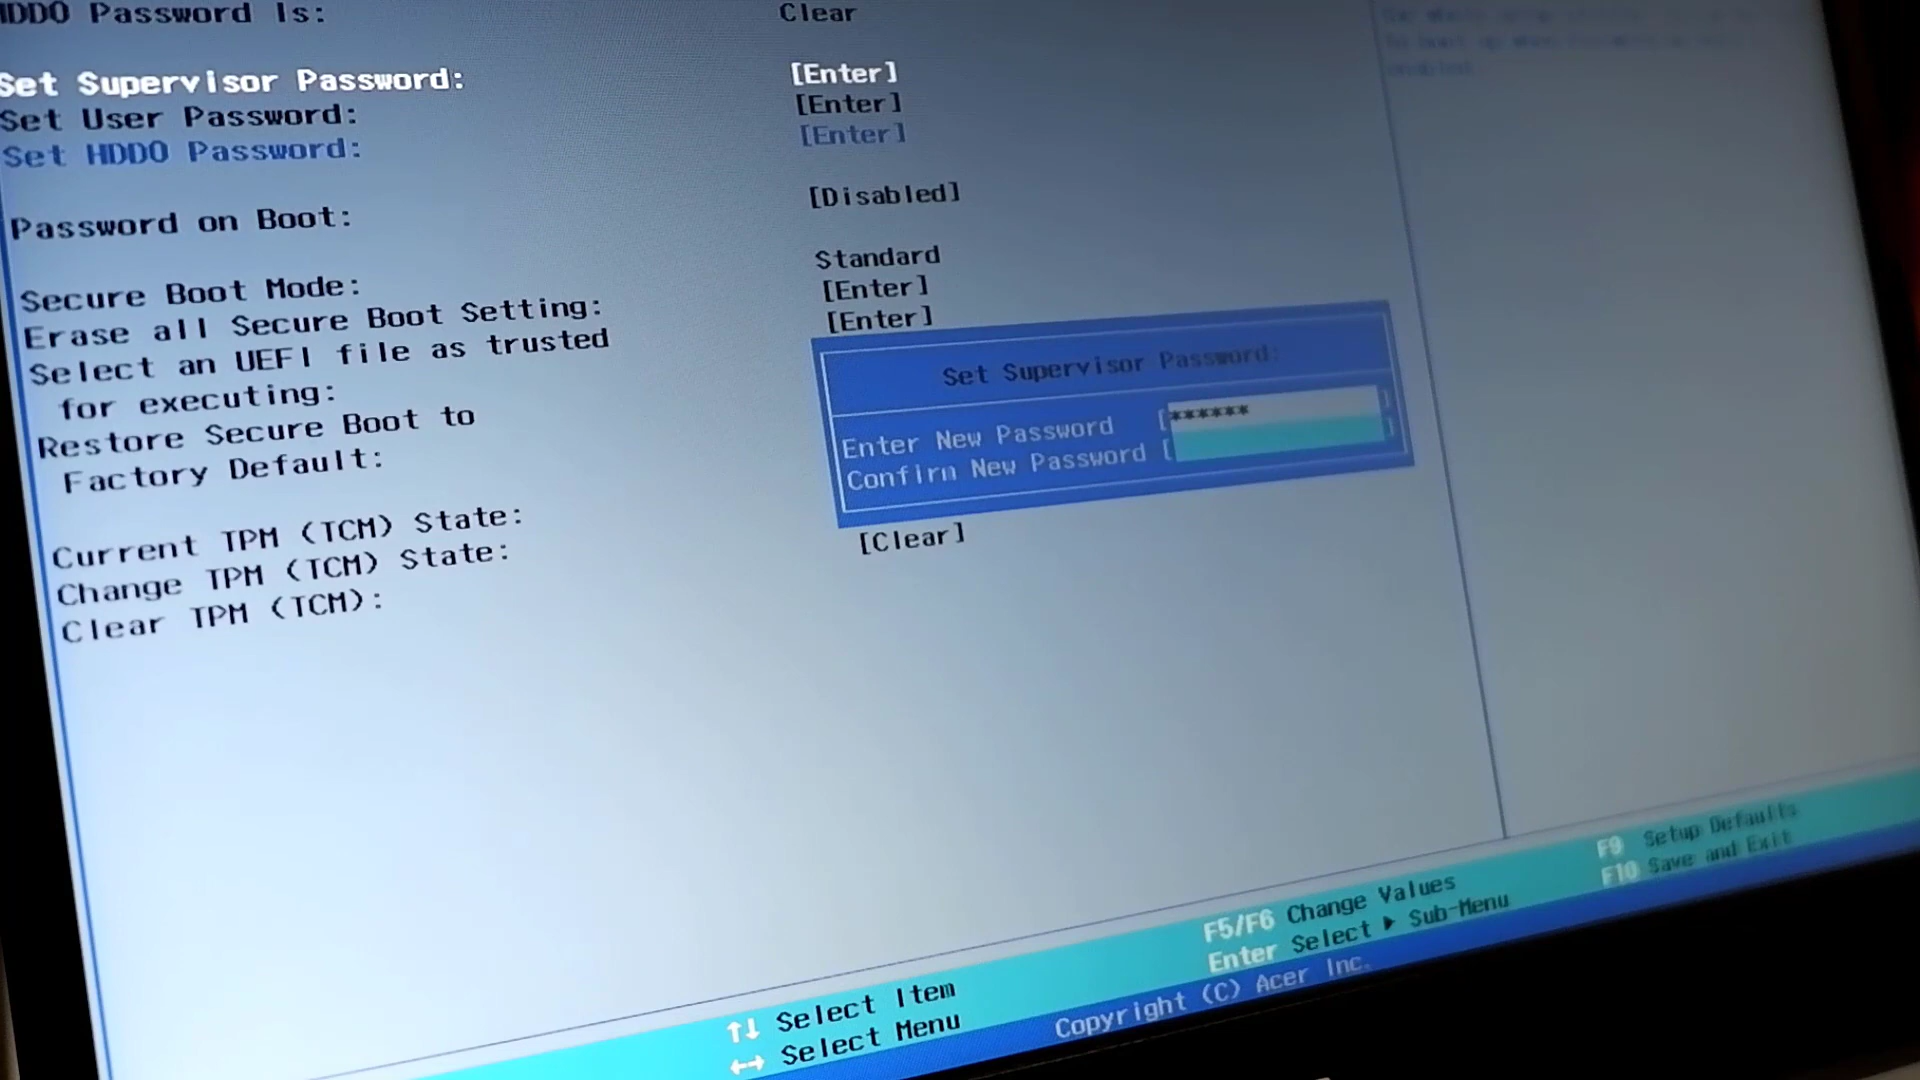 HDD0 Password Is: Clear
Set Supervisor Password: [Enter]
Set User Password: [Enter]
Set HDD0 Password: [Enter]
Password on Boot: [Disabled]
Secure Boot Mode: Standard
Erase all Secure Boot Setting: [Enter]
Select an UEFI file as trusted [Enter]
for executing:
Restore Secure Boot to
Factory Default:
Current TPM (TCM) State:
Change TPM (TCM) State:
Clear TPM (TCM): [Clear]
Set Supervisor Password:
Enter New Password [****** ]
Confirm New Password [ ]
↑↓ Select Item
←→ Select Menu
F5/F6 Change Values
Enter Select ▶ Sub-Menu
F9 Setup Defaults
F10 Save and Exit
Copyright (C) Acer Inc.